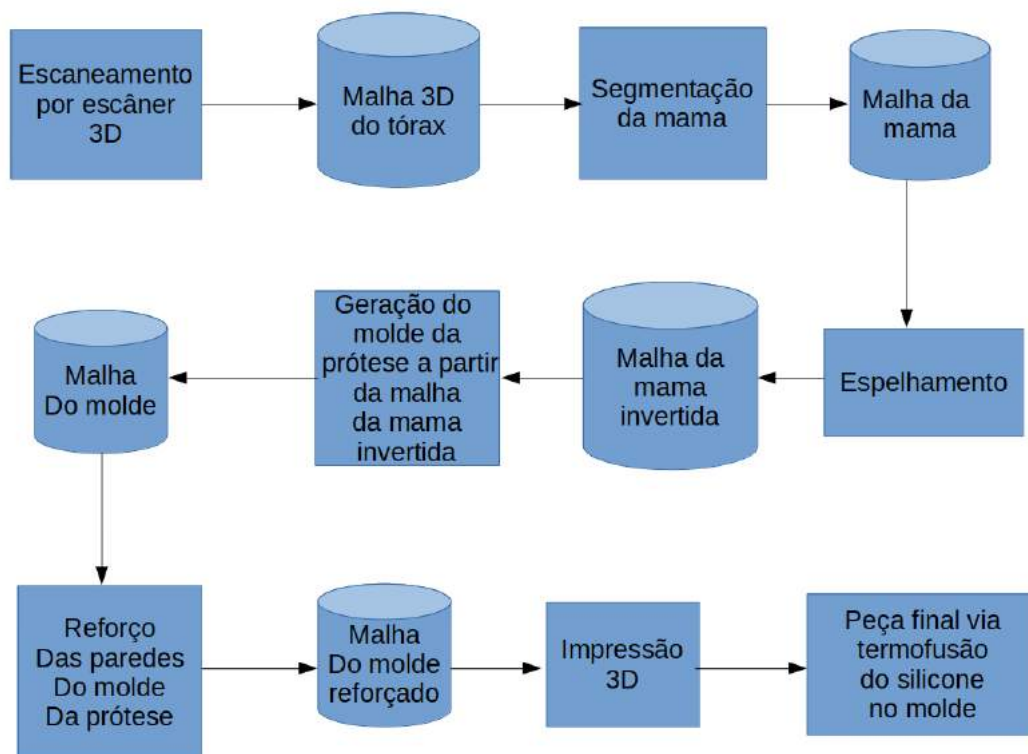 Escaneamento
por escâner
3D
Malha 3D
do tórax
Segmentação
da mama
Malha da
mama
Espelhamento
Malha da
mama
invertida
Geração do
molde da
prótese a partir
da malha
da mama
invertida
Malha
Do molde
Reforço
Das paredes
Do molde
Da prótese
Malha
Do molde
reforçado
Impressão
3D
Peça final via
termofusão
do silicone
no molde